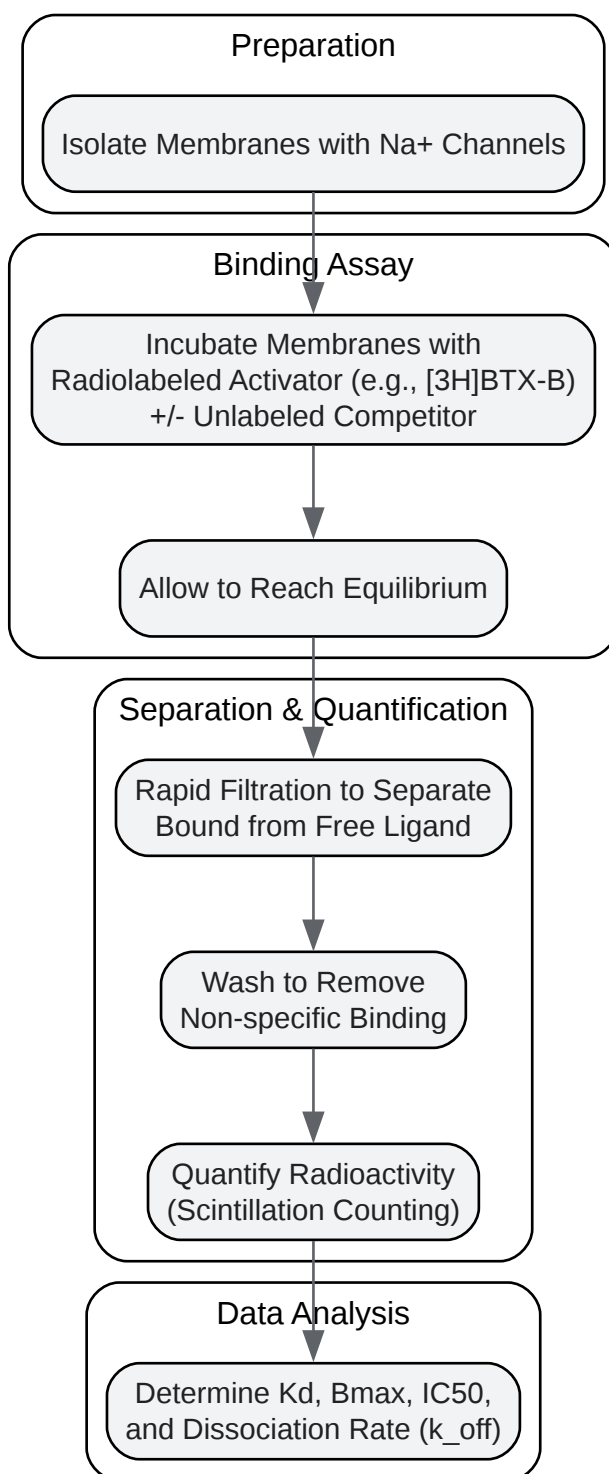 Preparation
Isolate Membranes with Na+ Channels
Binding Assay
Incubate Membranes with
Radiolabeled Activator (e.g., [3H]BTX-B)
+/- Unlabeled Competitor
Allow to Reach Equilibrium
Separation & Quantification
Rapid Filtration to Separate
Bound from Free Ligand
Wash to Remove
Non-specific Binding
Quantify Radioactivity
(Scintillation Counting)
Data Analysis
Determine Kd, Bmax, IC50,
and Dissociation Rate (k_off)